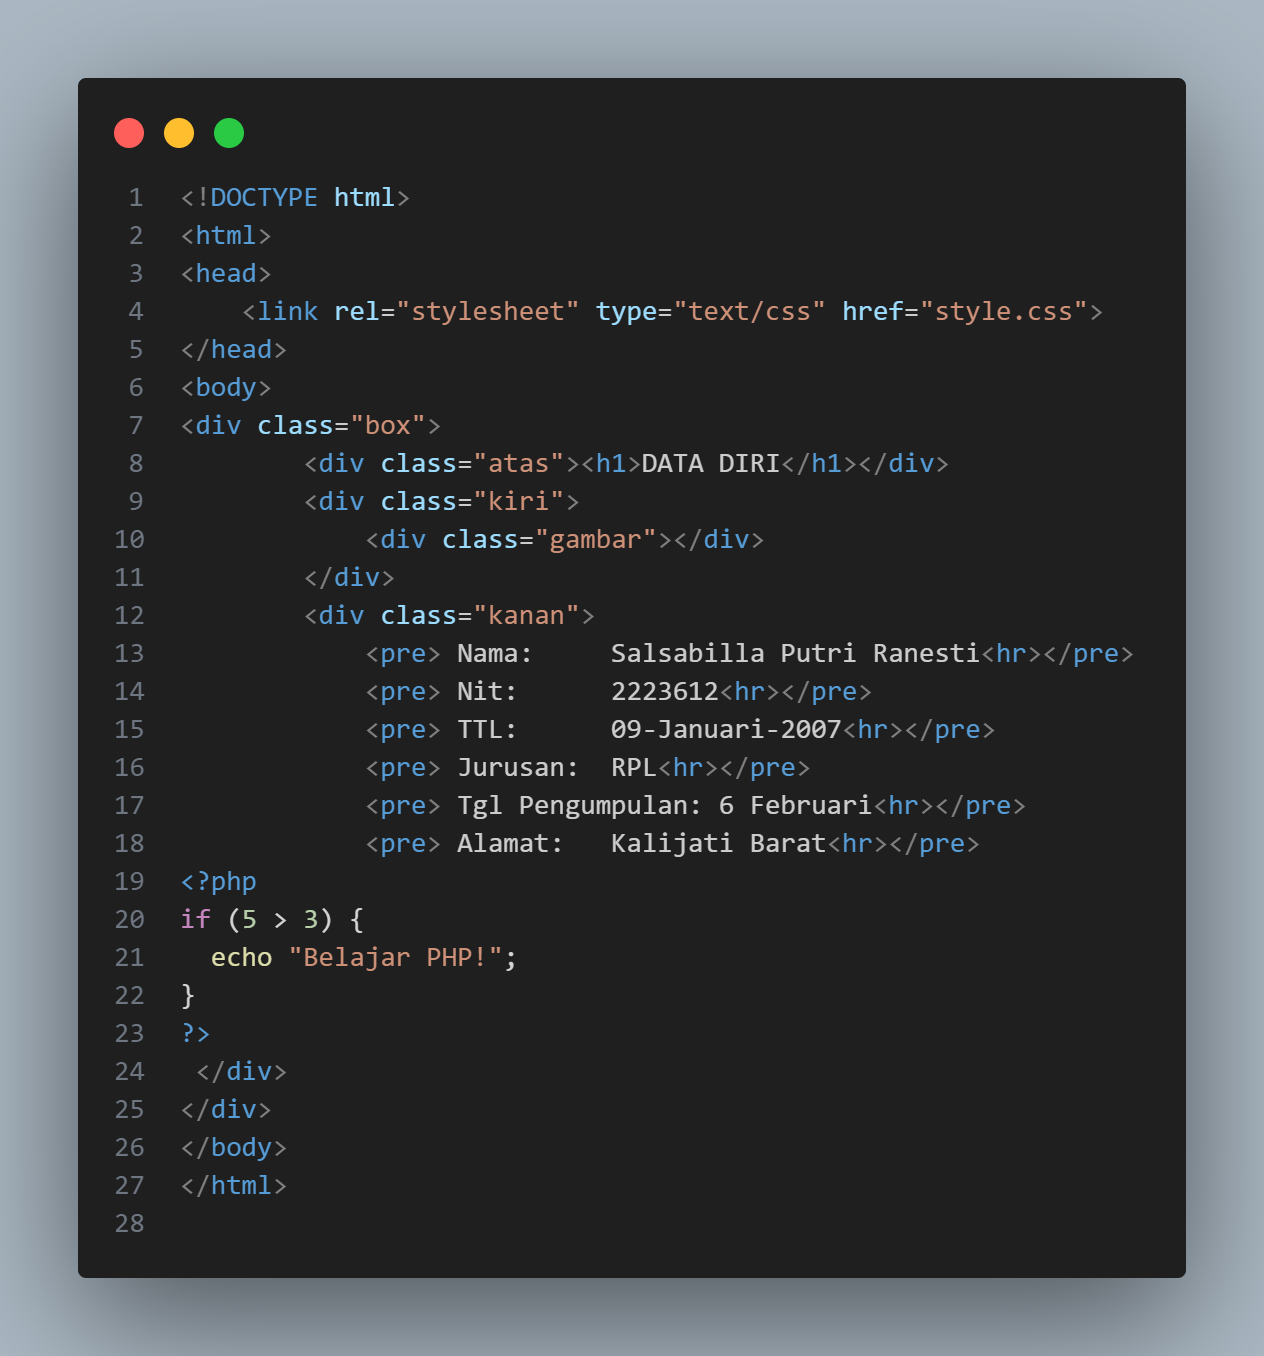 1 <!DOCTYPE html>
2 <html>
3 <head>
4     <link rel="stylesheet" type="text/css" href="style.css">
5 </head>
6 <body>
7 <div class="box">
8         <div class="atas"><h1>DATA DIRI</h1></div>
9         <div class="kiri">
10             <div class="gambar"></div>
11         </div>
12         <div class="kanan">
13             <pre> Nama:     Salsabilla Putri Ranesti<hr></pre>
14             <pre> Nit:      2223612<hr></pre>
15             <pre> TTL:      09-Januari-2007<hr></pre>
16             <pre> Jurusan:  RPL<hr></pre>
17             <pre> Tgl Pengumpulan: 6 Februari<hr></pre>
18             <pre> Alamat:   Kalijati Barat<hr></pre>
19 <?php
20 if (5 > 3) {
21   echo "Belajar PHP!";
22 }
23 ?>
24  </div>
25 </div>
26 </body>
27 </html>
28